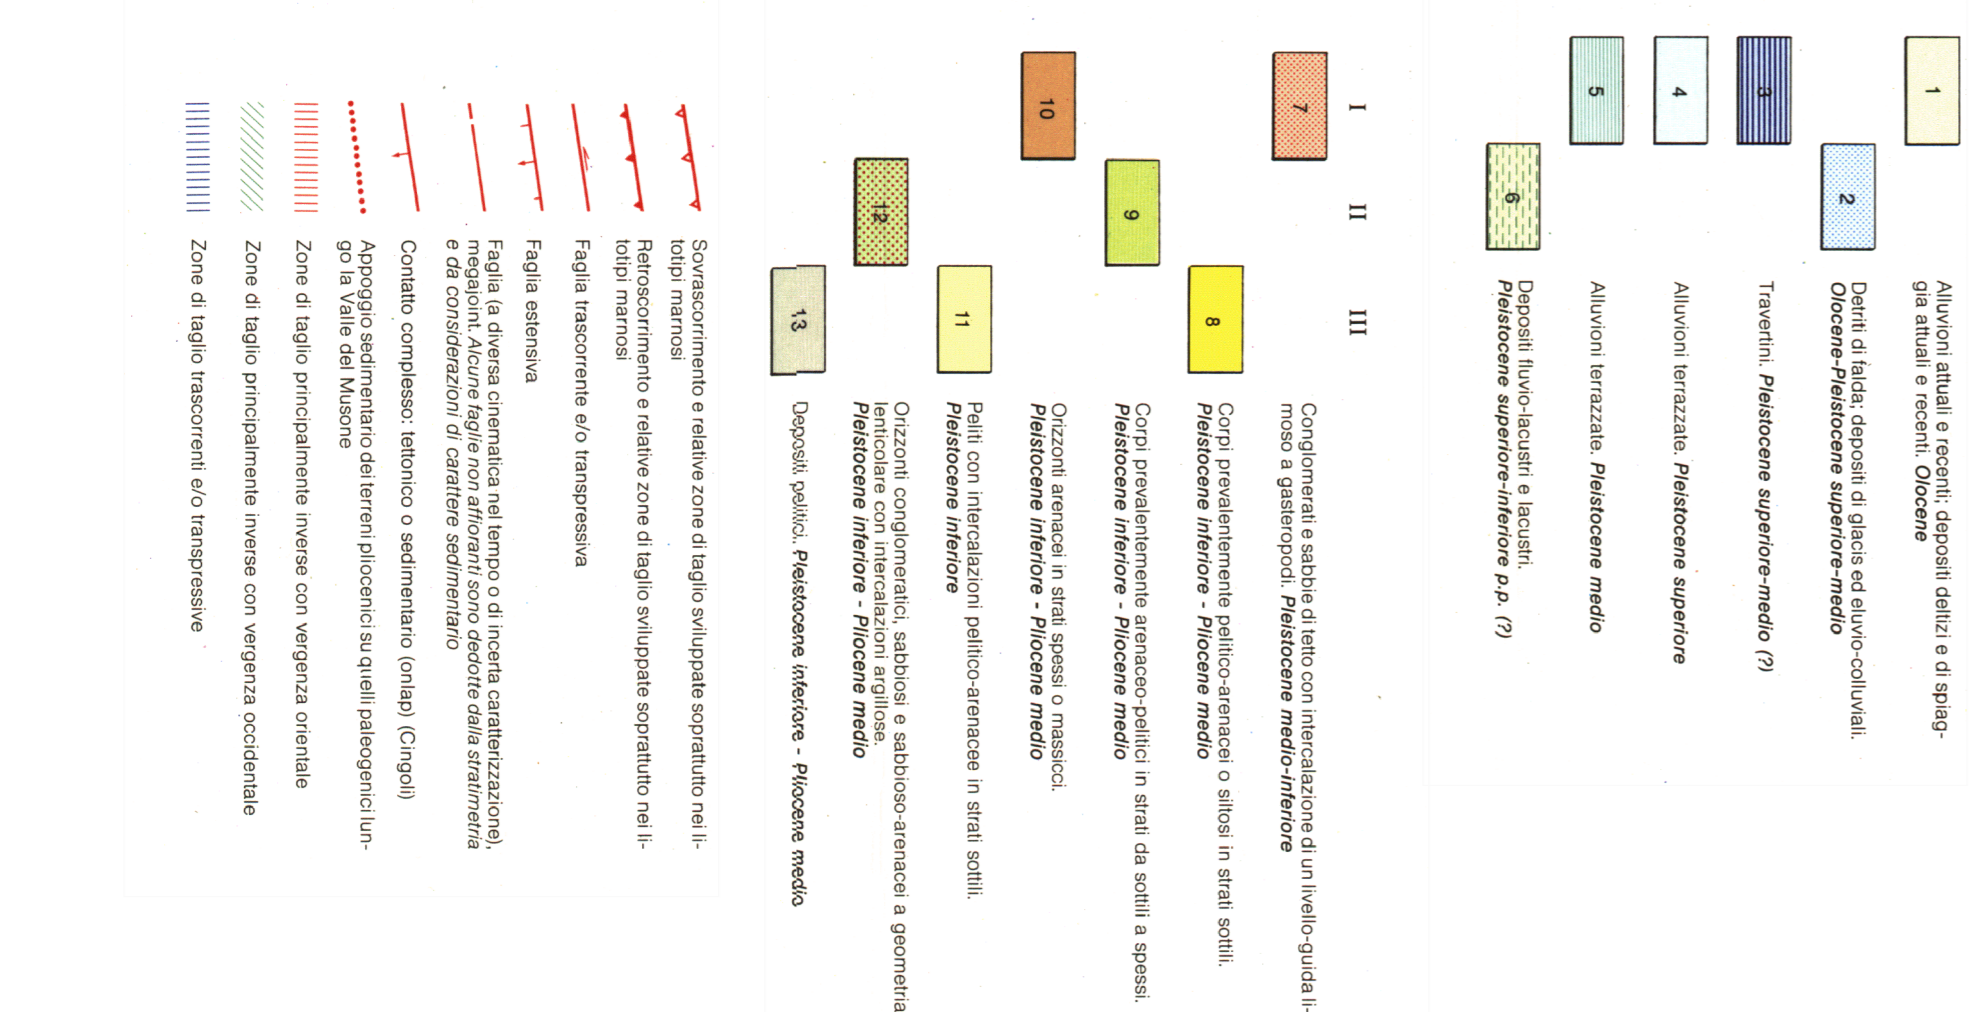 1
Alluvioni attuali e recenti; depositi deltizi e di spiag-
gia attuali e recenti. Olocene
2
Detriti di falda; depositi di glacis ed eluvio-colluviali.
Olocene-Pleistocene superiore-medio
3
Travertini. Pleistocene superiore-medio (?)
4
Alluvioni terrazzate. Pleistocene superiore
5
Alluvioni terrazzate. Pleistocene medio
6
Depositi fluvio-lacustri e lacustri.
Pleistocene superiore-inferiore p.p. (?)
I II III
7
Conglomerati e sabbie di tetto con intercalazione di un livello-guida li-
moso a gasteropodi. Pleistocene medio-inferiore
8
Corpi prevalentemente pelitico-arenacei o siltosi in strati sottili.
Pleistocene inferiore - Pliocene medio
9
Corpi prevalentemente arenaceo-pelitici in strati da sottili a spessi.
Pleistocene inferiore - Pliocene medio
10
Orizzonti arenacei in strati spessi o massicci.
Pleistocene inferiore - Pliocene medio
11
Peliti con intercalazioni pelitico-arenacee in strati sottili.
Pleistocene inferiore
12
Orizzonti conglomeratici, sabbiosi e sabbioso-arenacei a geometria
lenticolare con intercalazioni argillose.
Pleistocene inferiore - Pliocene medio
13
Depositi pelitici. Pleistocene inferiore - Pliocene medio
Sovrascorrimento e relative zone di taglio sviluppate soprattutto nei li-
totipi marnosi
Retroscorrimento e relative zone di taglio sviluppate soprattutto nei li-
totipi marnosi
Faglia trascorrente e/o transpressiva
Faglia estensiva
Faglia (a diversa cinematica nel tempo o di incerta caratterizzazione),
megajoint. Alcune faglie non affioranti sono dedotte dalla stratimetria
e da considerazioni di carattere sedimentario
Contatto complesso: tettonico o sedimentario (onlap) (Cingoli)
Appoggio sedimentario dei terreni pliocenici su quelli paleogenici lun-
go la Valle del Musone
Zone di taglio principalmente inverse con vergenza orientale
Zone di taglio principalmente inverse con vergenza occidentale
Zone di taglio trascorrenti e/o transpressive